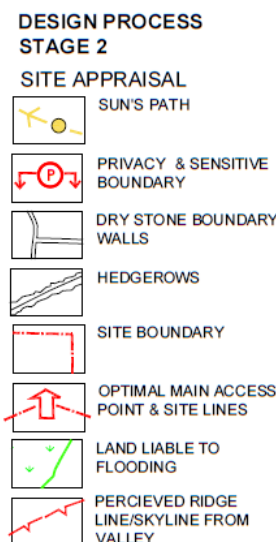 DESIGN PROCESS
STAGE 2
SITE APPRAISAL
SUN'S PATH
P
PRIVACY & SENSITIVE
BOUNDARY
DRY STONE BOUNDARY
WALLS
HEDGEROWS
SITE BOUNDARY
OPTIMAL MAIN ACCESS
POINT & SITE LINES
LAND LIABLE TO
FLOODING
PERCIEVED RIDGE
LINE/SKYLINE FROM
VALLEY